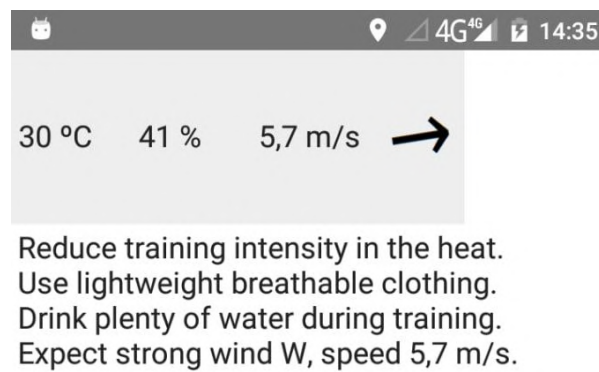 4G 4G 14:35
30 ºC 41 % 5,7 m/s
Reduce training intensity in the heat.
Use lightweight breathable clothing.
Drink plenty of water during training.
Expect strong wind W, speed 5,7 m/s.